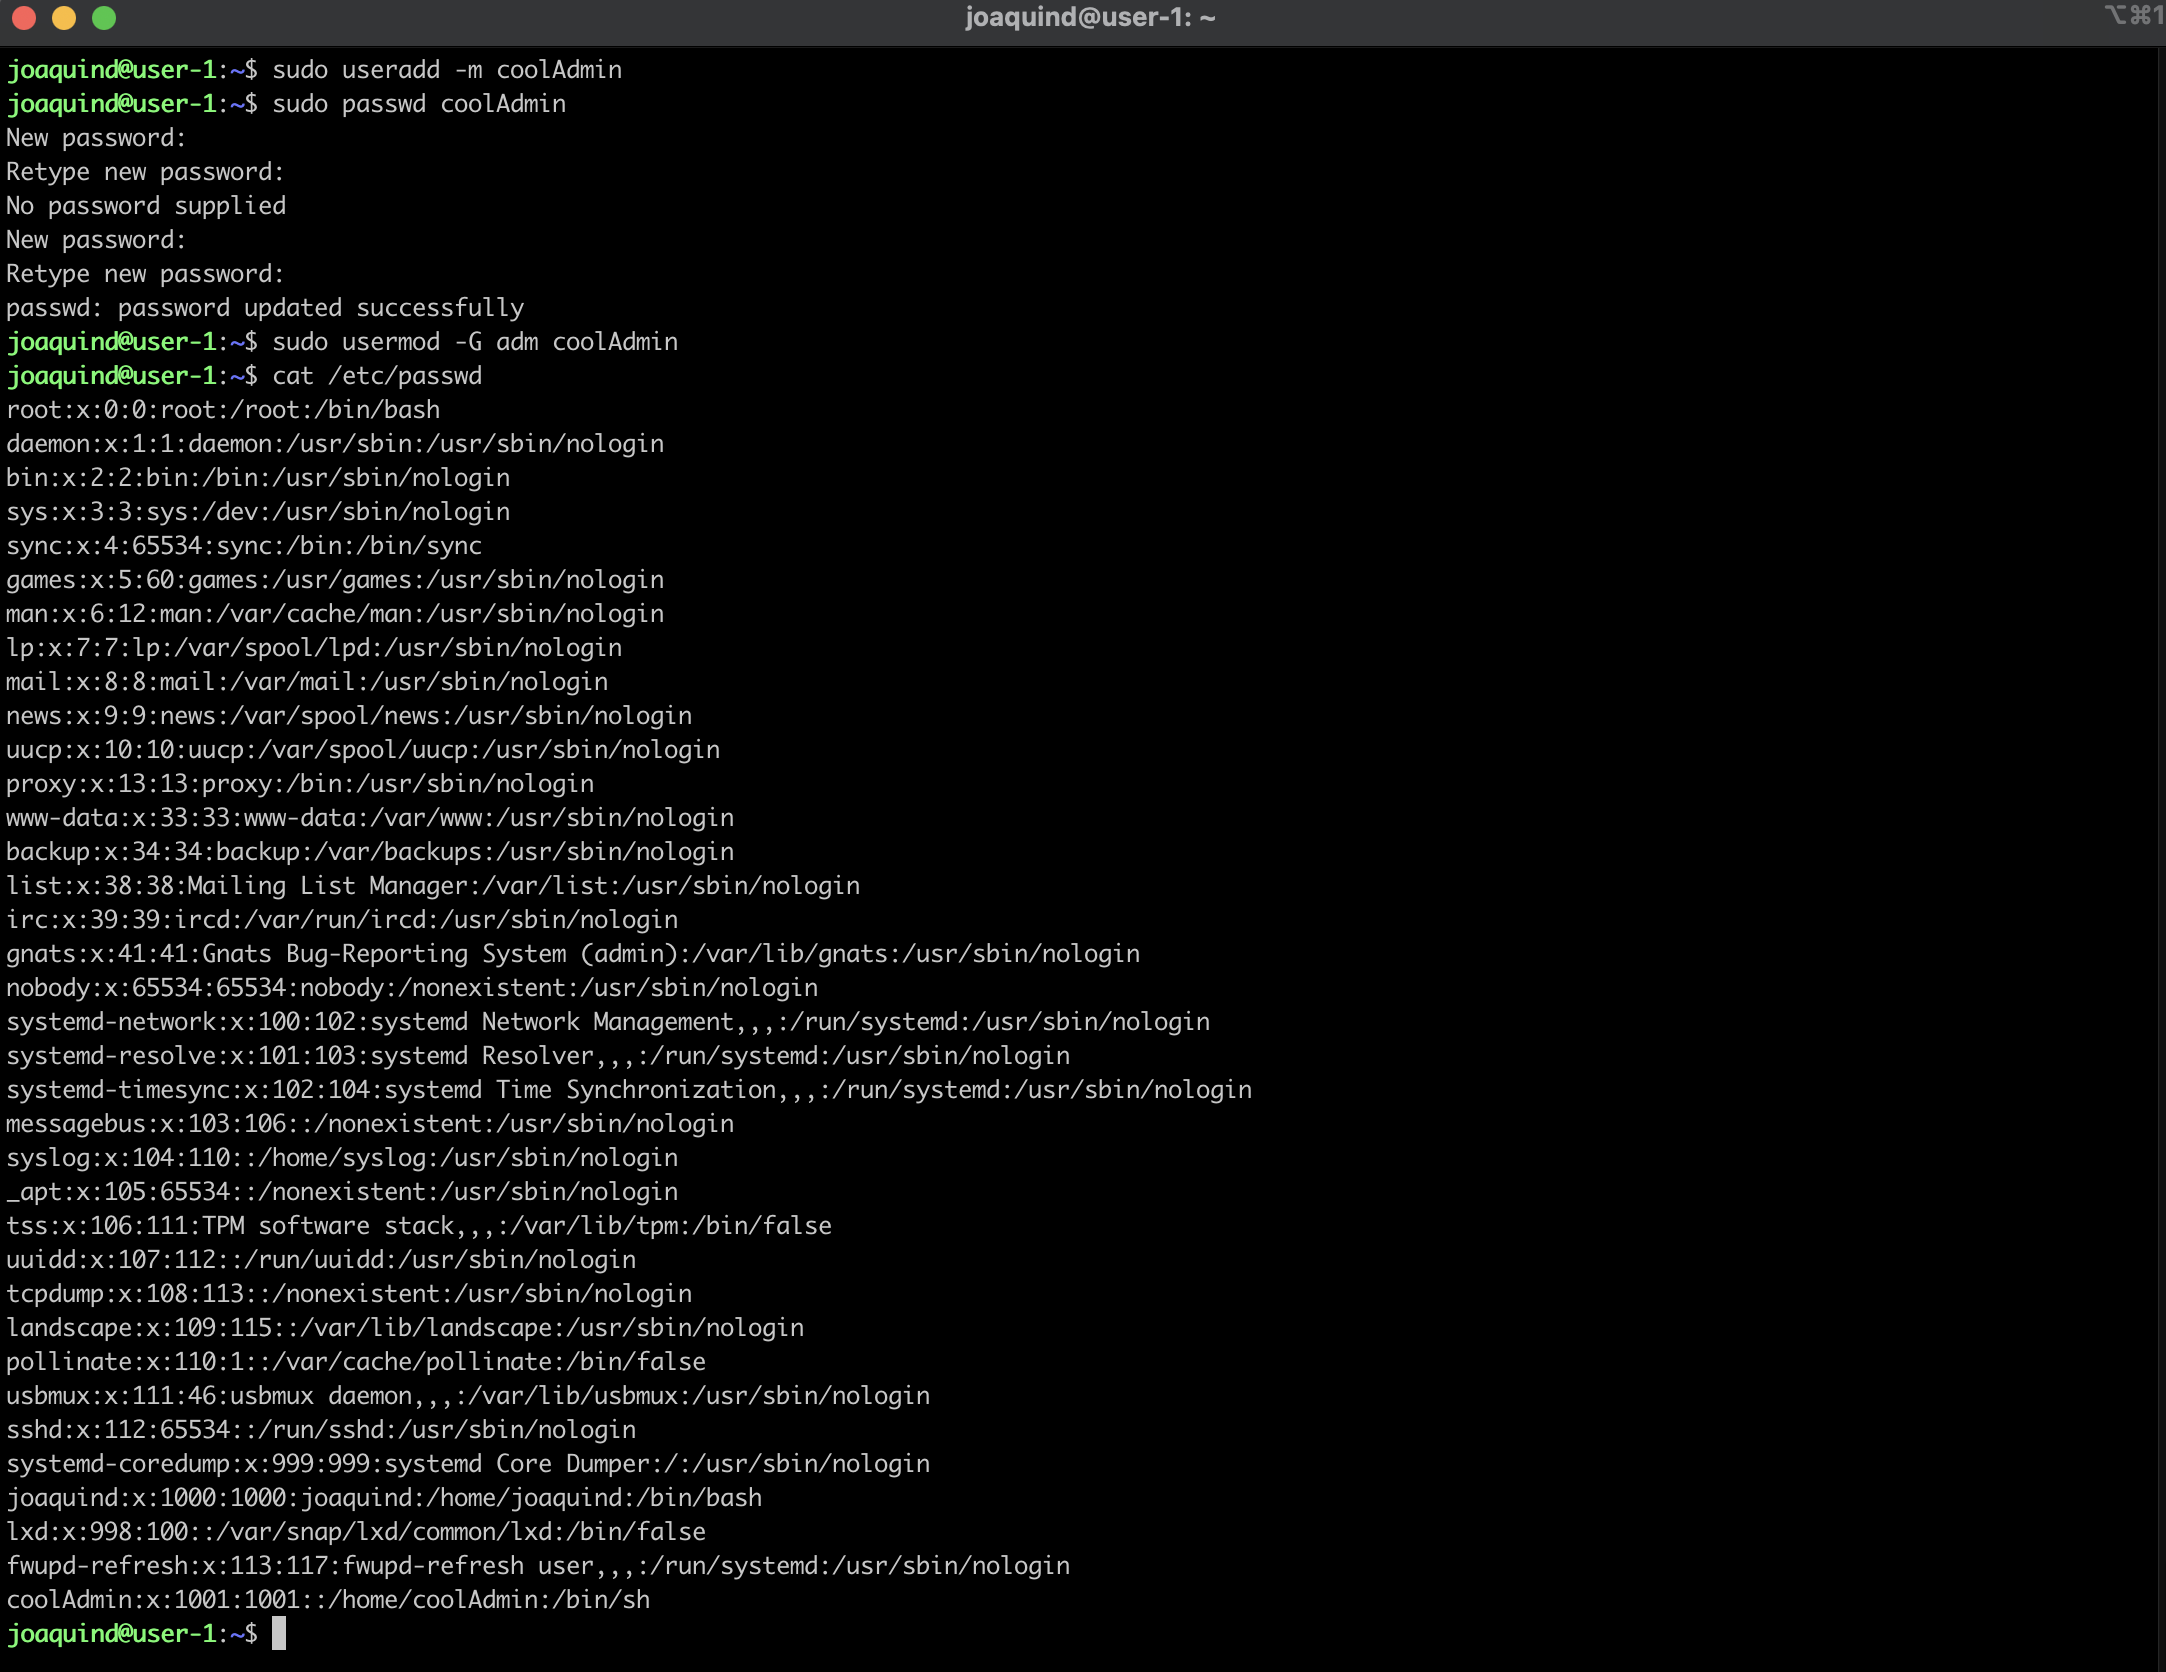 joaquind@user-1: ~
⌥⌘1
joaquind@user-1:~$ sudo useradd -m coolAdmin
joaquind@user-1:~$ sudo passwd coolAdmin
New password:
Retype new password:
No password supplied
New password:
Retype new password:
passwd: password updated successfully
joaquind@user-1:~$ sudo usermod -G adm coolAdmin
joaquind@user-1:~$ cat /etc/passwd
root:x:0:0:root:/root:/bin/bash
daemon:x:1:1:daemon:/usr/sbin:/usr/sbin/nologin
bin:x:2:2:bin:/bin:/usr/sbin/nologin
sys:x:3:3:sys:/dev:/usr/sbin/nologin
sync:x:4:65534:sync:/bin:/bin/sync
games:x:5:60:games:/usr/games:/usr/sbin/nologin
man:x:6:12:man:/var/cache/man:/usr/sbin/nologin
lp:x:7:7:lp:/var/spool/lpd:/usr/sbin/nologin
mail:x:8:8:mail:/var/mail:/usr/sbin/nologin
news:x:9:9:news:/var/spool/news:/usr/sbin/nologin
uucp:x:10:10:uucp:/var/spool/uucp:/usr/sbin/nologin
proxy:x:13:13:proxy:/bin:/usr/sbin/nologin
www-data:x:33:33:www-data:/var/www:/usr/sbin/nologin
backup:x:34:34:backup:/var/backups:/usr/sbin/nologin
list:x:38:38:Mailing List Manager:/var/list:/usr/sbin/nologin
irc:x:39:39:ircd:/var/run/ircd:/usr/sbin/nologin
gnats:x:41:41:Gnats Bug-Reporting System (admin):/var/lib/gnats:/usr/sbin/nologin
nobody:x:65534:65534:nobody:/nonexistent:/usr/sbin/nologin
systemd-network:x:100:102:systemd Network Management,,,:/run/systemd:/usr/sbin/nologin
systemd-resolve:x:101:103:systemd Resolver,,,:/run/systemd:/usr/sbin/nologin
systemd-timesync:x:102:104:systemd Time Synchronization,,,:/run/systemd:/usr/sbin/nologin
messagebus:x:103:106::/nonexistent:/usr/sbin/nologin
syslog:x:104:110::/home/syslog:/usr/sbin/nologin
_apt:x:105:65534::/nonexistent:/usr/sbin/nologin
tss:x:106:111:TPM software stack,,,:/var/lib/tpm:/bin/false
uuidd:x:107:112::/run/uuidd:/usr/sbin/nologin
tcpdump:x:108:113::/nonexistent:/usr/sbin/nologin
landscape:x:109:115::/var/lib/landscape:/usr/sbin/nologin
pollinate:x:110:1::/var/cache/pollinate:/bin/false
usbmux:x:111:46:usbmux daemon,,,:/var/lib/usbmux:/usr/sbin/nologin
sshd:x:112:65534::/run/sshd:/usr/sbin/nologin
systemd-coredump:x:999:999:systemd Core Dumper:/:/usr/sbin/nologin
joaquind:x:1000:1000:joaquind:/home/joaquind:/bin/bash
lxd:x:998:100::/var/snap/lxd/common/lxd:/bin/false
fwupd-refresh:x:113:117:fwupd-refresh user,,,:/run/systemd:/usr/sbin/nologin
coolAdmin:x:1001:1001::/home/coolAdmin:/bin/sh
joaquind@user-1:~$